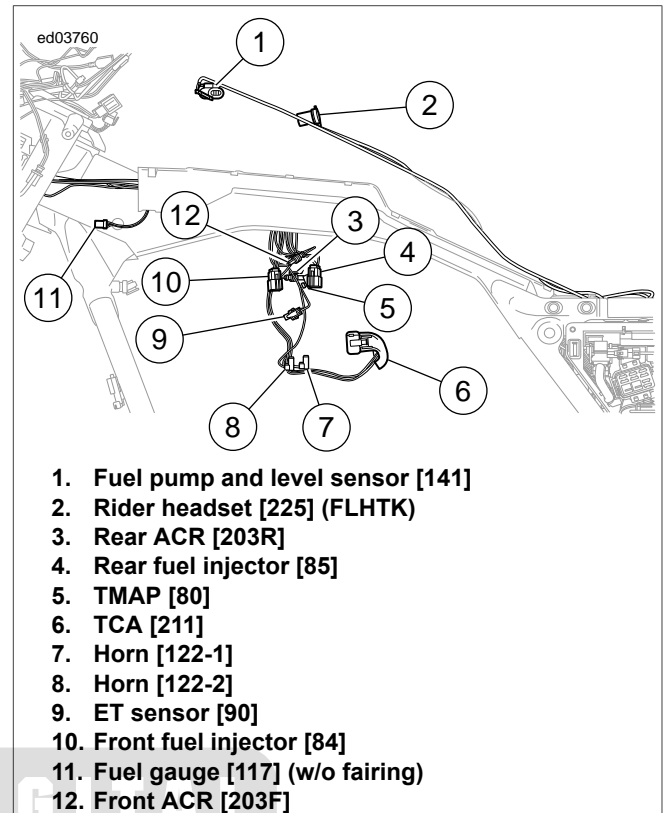 ed03760
1
2
12
3
4
10
11
5
9
6
8
7
1. Fuel pump and level sensor [141]
2. Rider headset [225] (FLHTK)
3. Rear ACR [203R]
4. Rear fuel injector [85]
5. TMAP [80]
6. TCA [211]
7. Horn [122-1]
8. Horn [122-2]
9. ET sensor [90]
10. Front fuel injector [84]
11. Fuel gauge [117] (w/o fairing)
12. Front ACR [203F]